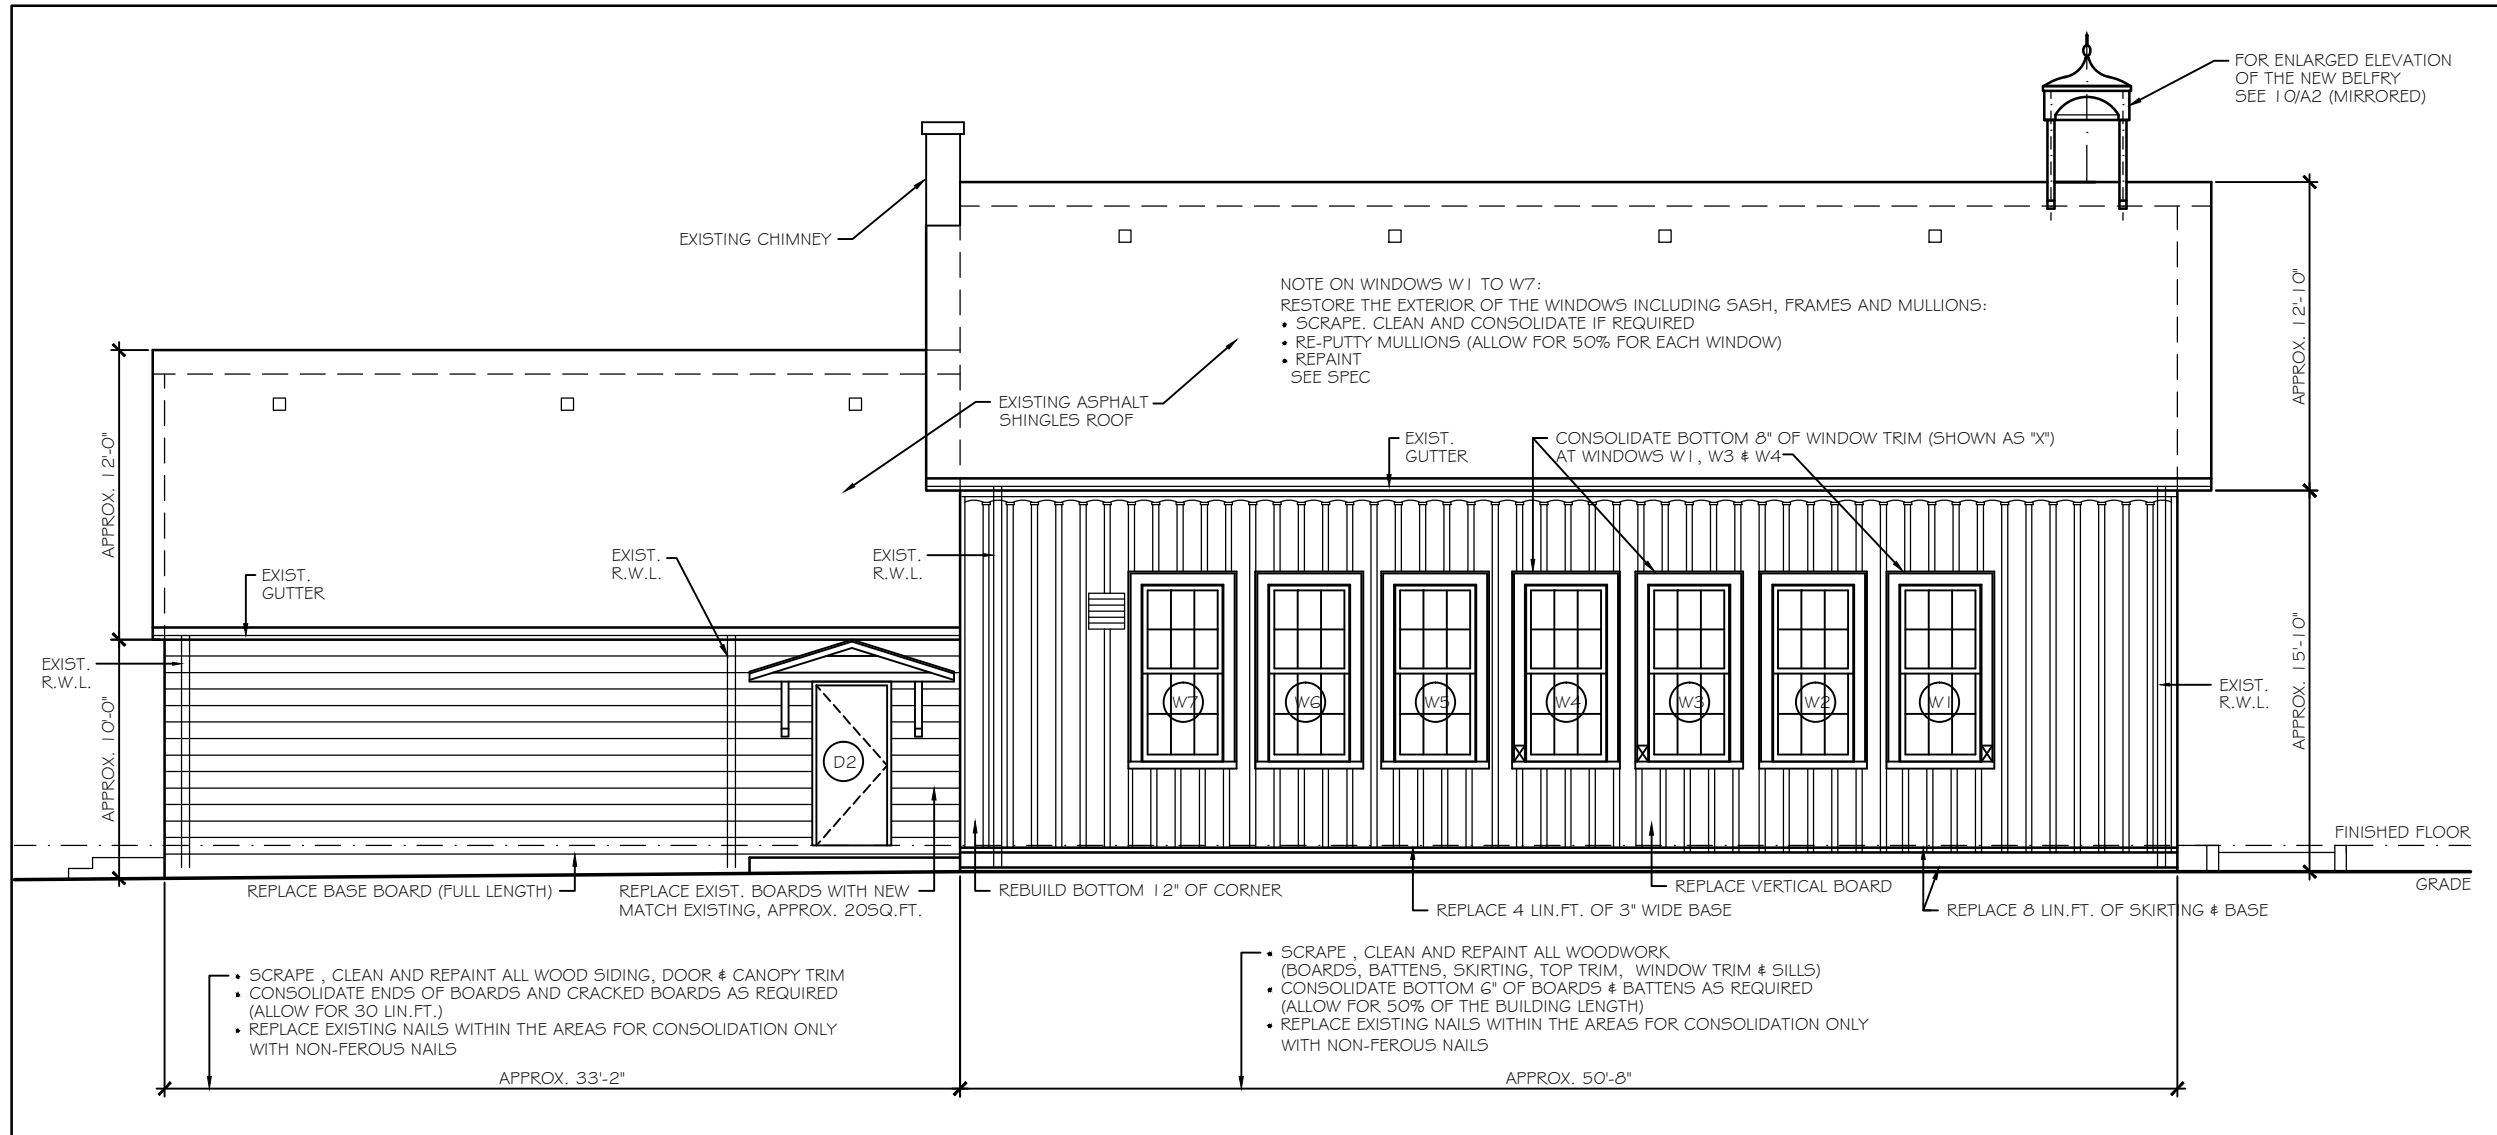 FOR ENLARGED ELEVATION
OF THE NEW BELFRY
SEE 10/A2 (MIRRORED)
EXISTING CHIMNEY
NOTE ON WINDOWS W1 TO W7:
RESTORE THE EXTERIOR OF THE WINDOWS INCLUDING SASH, FRAMES AND MULLIONS:
• SCRAPE. CLEAN AND CONSOLIDATE IF REQUIRED
• RE-PUTTY MULLIONS (ALLOW FOR 50% FOR EACH WINDOW)
• REPAINT
SEE SPEC
APPROX. 12'-10"
EXISTING ASPHALT
SHINGLES ROOF
EXIST.
GUTTER
CONSOLIDATE BOTTOM 8" OF WINDOW TRIM (SHOWN AS "X")
AT WINDOWS W1, W3 & W4
APPROX. 12'-0"
EXIST.
GUTTER
EXIST.
R.W.L.
EXIST.
R.W.L.
EXIST.
R.W.L.
EXIST.
R.W.L.
APPROX. 10'-0"
APPROX. 15'-10"
D2
W7
W6
W5
W4
W3
W2
W1
FINISHED FLOOR
GRADE
REPLACE BASE BOARD (FULL LENGTH)
REPLACE EXIST. BOARDS WITH NEW
MATCH EXISTING, APPROX. 20SQ.FT.
REBUILD BOTTOM 12" OF CORNER
REPLACE 4 LIN.FT. OF 3" WIDE BASE
REPLACE VERTICAL BOARD
REPLACE 8 LIN.FT. OF SKIRTING & BASE
• SCRAPE , CLEAN AND REPAINT ALL WOOD SIDING, DOOR & CANOPY TRIM
• CONSOLIDATE ENDS OF BOARDS AND CRACKED BOARDS AS REQUIRED
(ALLOW FOR 30 LIN.FT.)
• REPLACE EXISTING NAILS WITHIN THE AREAS FOR CONSOLIDATION ONLY
WITH NON-FEROUS NAILS
• SCRAPE , CLEAN AND REPAINT ALL WOODWORK
(BOARDS, BATTENS, SKIRTING, TOP TRIM, WINDOW TRIM & SILLS)
• CONSOLIDATE BOTTOM 6" OF BOARDS & BATTENS AS REQUIRED
(ALLOW FOR 50% OF THE BUILDING LENGTH)
• REPLACE EXISTING NAILS WITHIN THE AREAS FOR CONSOLIDATION ONLY
WITH NON-FEROUS NAILS
APPROX. 33'-2"
APPROX. 50'-8"